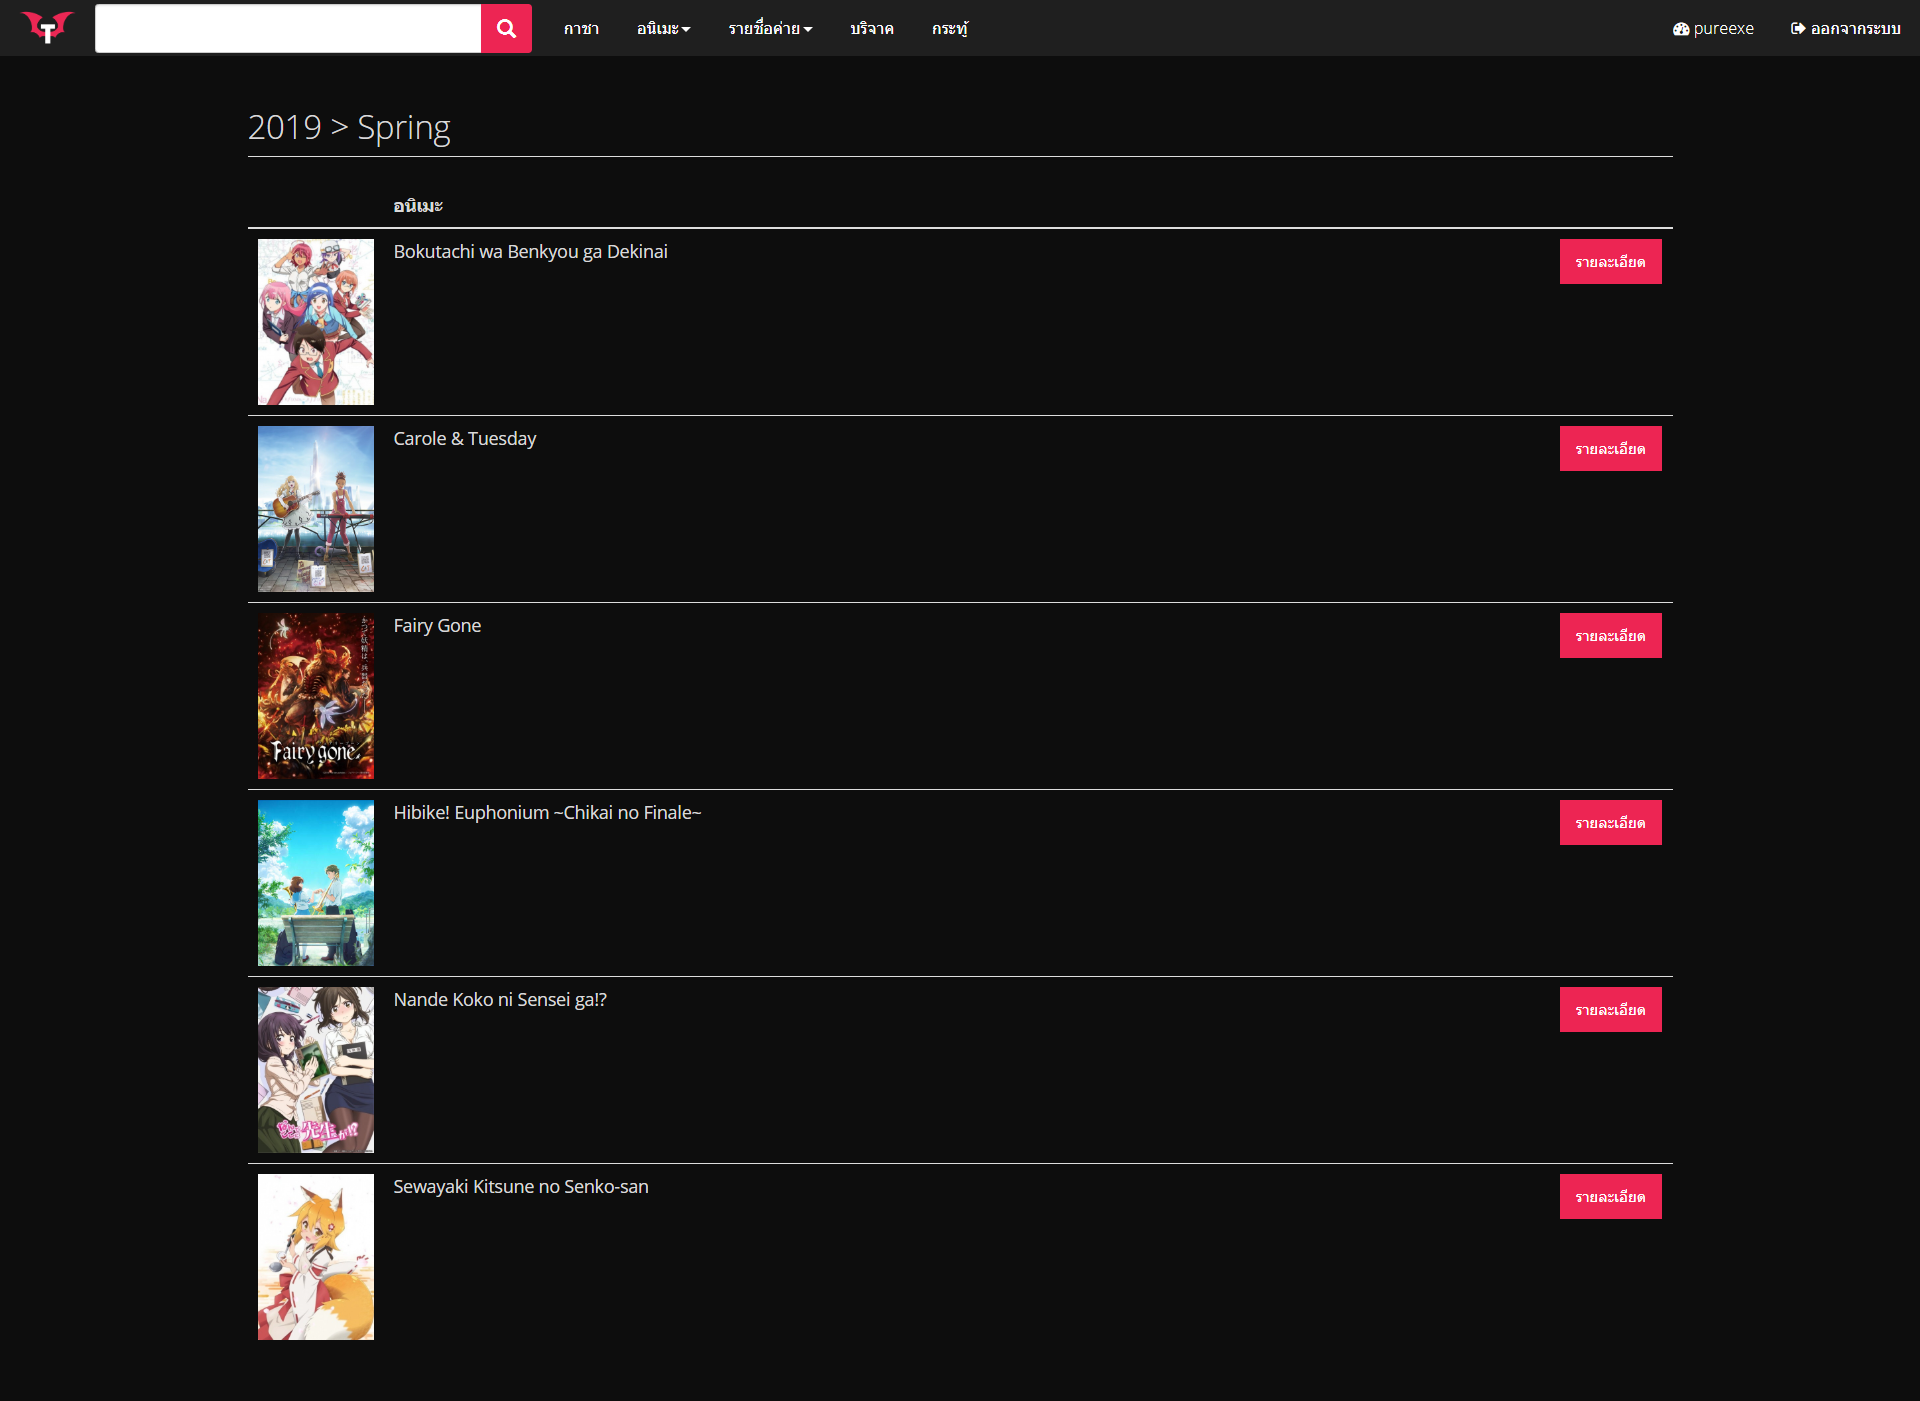 T
กาชา อนิเมะ รายชื่อค่าย บริจาค กระทู้ pureexe ออกจากระบบ
2019 > Spring
อนิเมะ
Bokutachi wa Benkyou ga Dekinai รายละเอียด
Carole & Tuesday รายละเอียด
Fairy Gone รายละเอียด
Fairy gone
Hibike! Euphonium ~Chikai no Finale~ รายละเอียด
Nande Koko ni Sensei ga!? รายละเอียด
Sewayaki Kitsune no Senko-san รายละเอียด